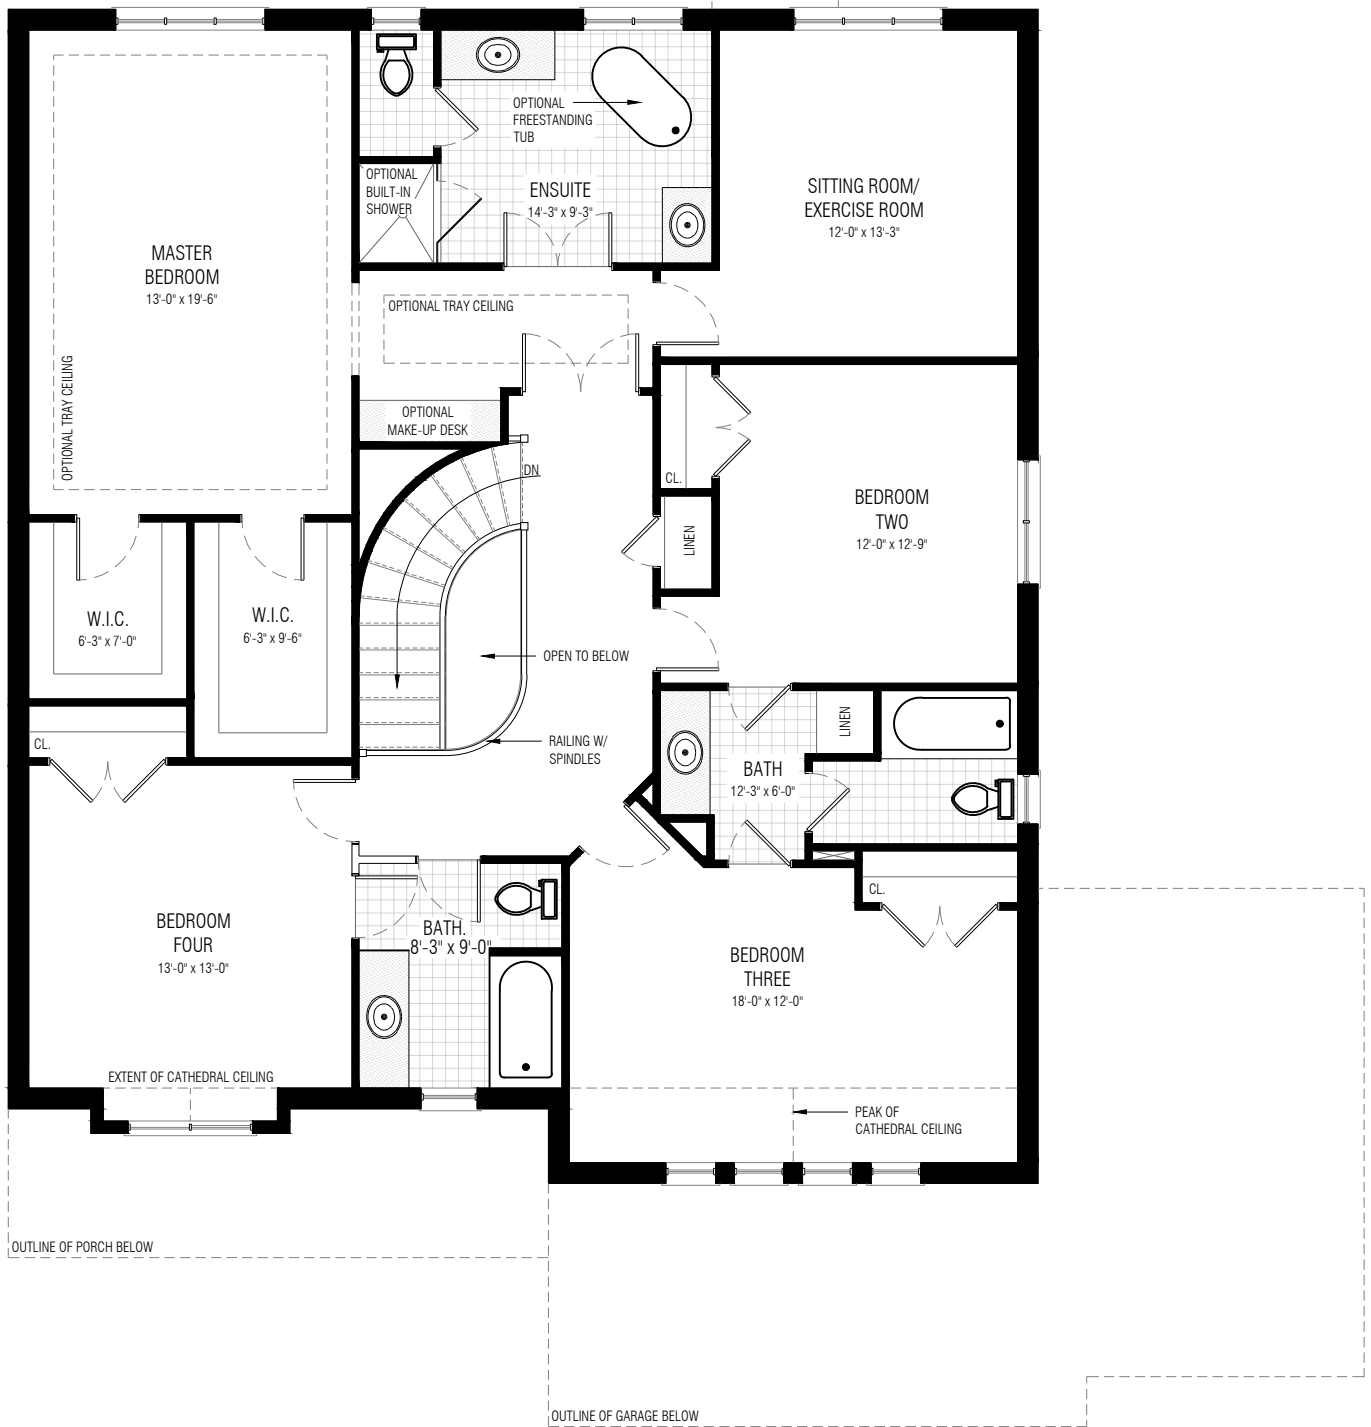 OPTIONAL
FREESTANDING
TUB
OPTIONAL
BUILT-IN
SHOWER
ENSUITE
14'-3" x 9'-3"
SITTING ROOM/
EXERCISE ROOM
12'-0" x 13'-3"
MASTER
BEDROOM
13'-0" x 19'-6"
OPTIONAL TRAY CEILING
OPTIONAL TRAY CEILING
OPTIONAL
MAKE-UP DESK
DN
CL.
BEDROOM
TWO
12'-0" x 12'-9"
LINEN
W.I.C.
6'-3" x 7'-0"
W.I.C.
6'-3" x 9'-6"
OPEN TO BELOW
RAILING W/
SPINDLES
CL.
LINEN
BATH
12'-3" x 6'-0"
CL.
BEDROOM
FOUR
13'-0" x 13'-0"
BATH.
8'-3" x 9'-0"
BEDROOM
THREE
18'-0" x 12'-0"
EXTENT OF CATHEDRAL CEILING
PEAK OF
CATHEDRAL CEILING
OUTLINE OF PORCH BELOW
OUTLINE OF GARAGE BELOW